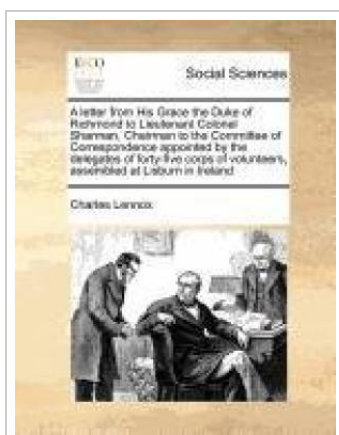 ECCO
Social Sciences
A letter from His Grace the Duke of
Richmond to Lieutenant Colonel
Sharman, Chairman to the Committee of
Correspondence appointed by the
delegates of forty-five corps of volunteers,
assembled at Lisburn in Ireland
Charles Lennox